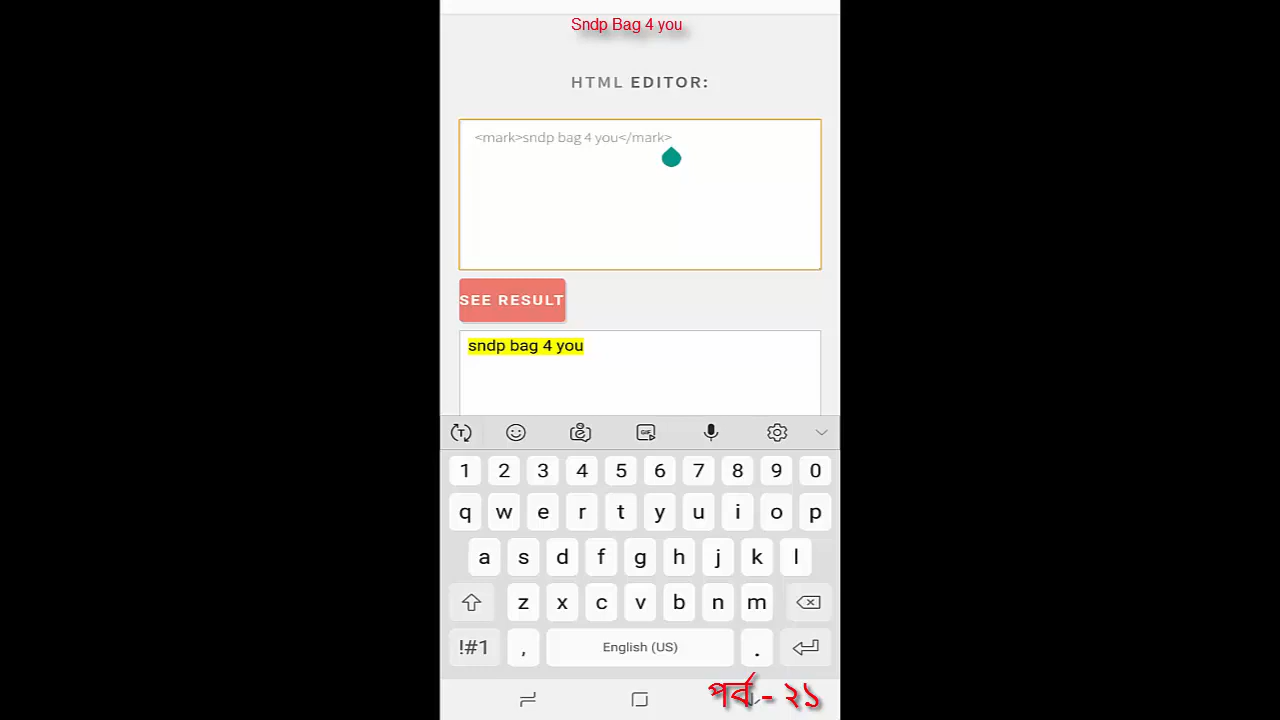 Sndp Bag 4 you
HTML EDITOR:
<mark>sndp bag 4 you</mark>
SEE RESULT
sndp bag 4 you
GIF
1 2 3 4 5 6 7 8 9 0
q w e r t y u i o p
a s d f g h j k l
z x c v b n m
!#1 , English (US) .
পর্ব - ২১